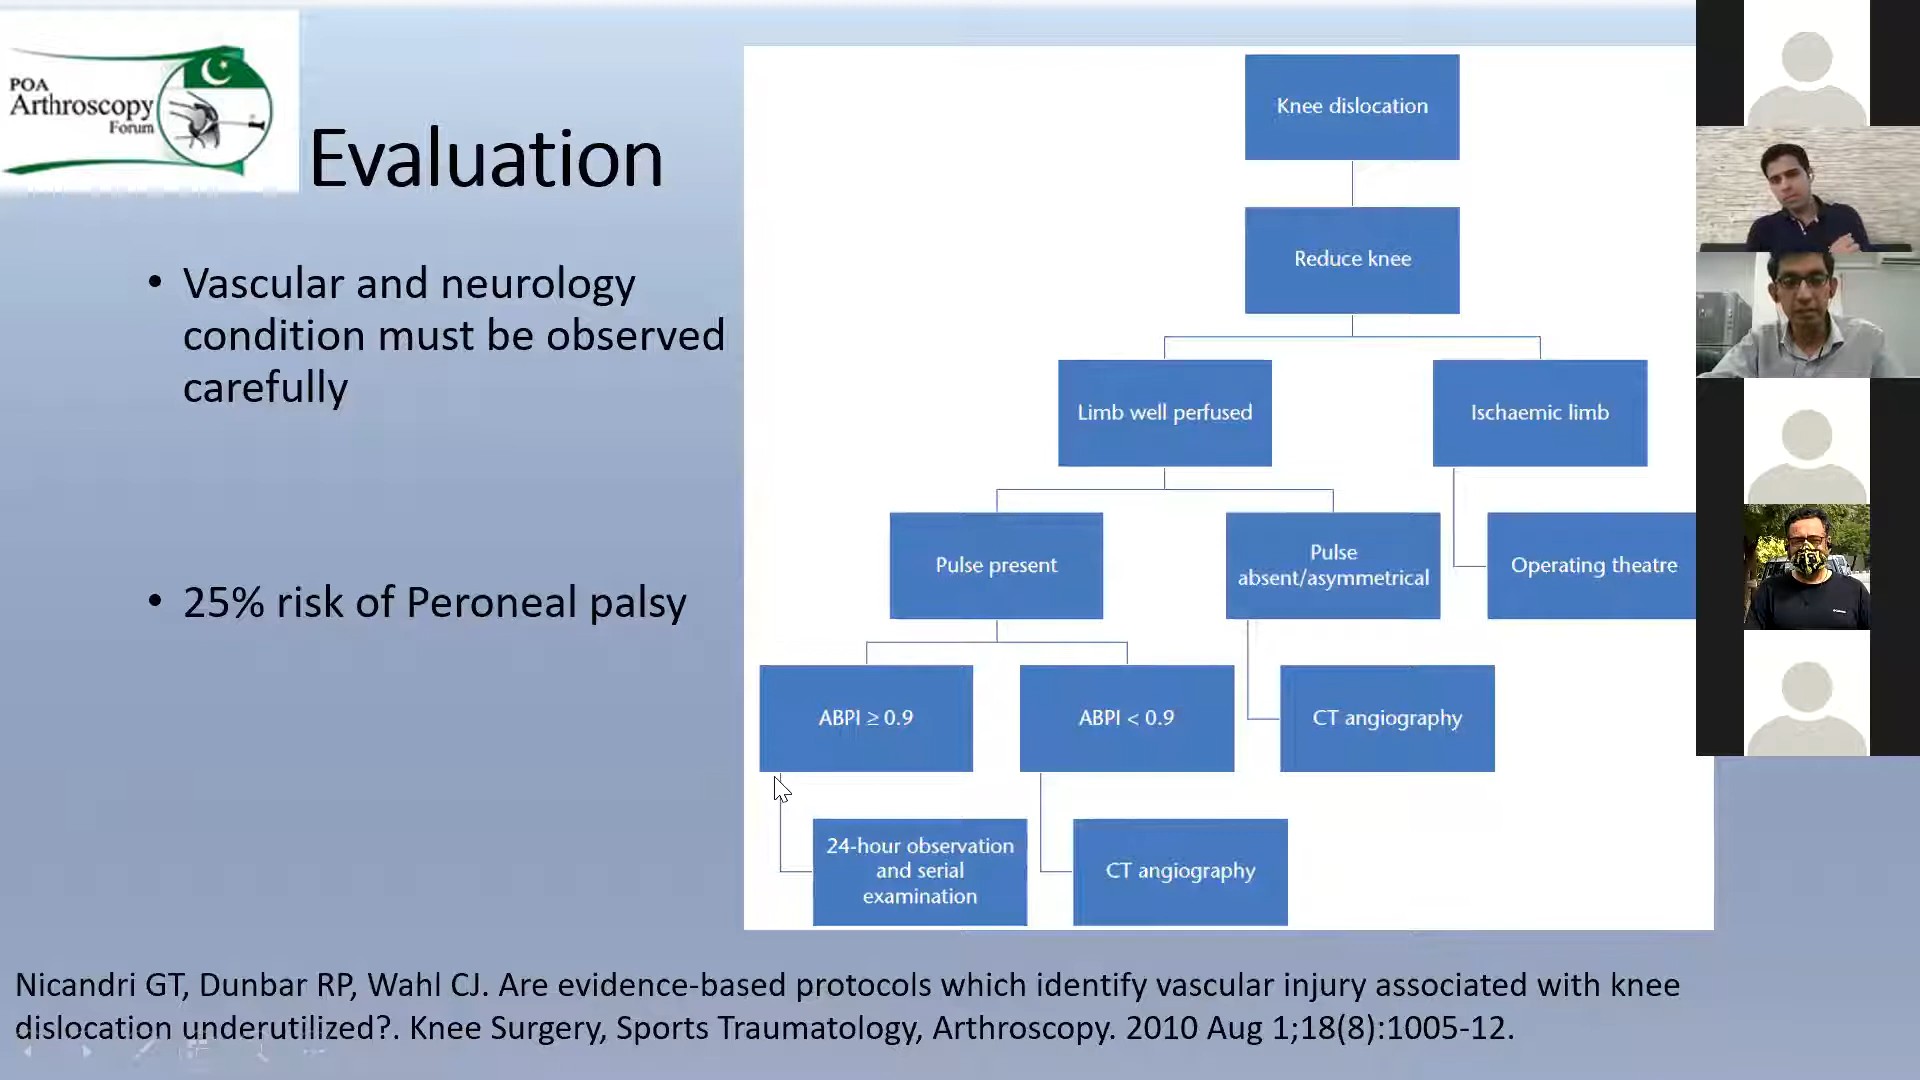 POA
Arthroscopy
Forum
Evaluation
• Vascular and neurology
condition must be observed
carefully
• 25% risk of Peroneal palsy
Knee dislocation
Reduce knee
Limb well perfused
Ischaemic limb
Pulse present
Pulse
absent/asymmetrical
Operating theatre
ABPI ≥ 0.9
ABPI < 0.9
CT angiography
24-hour observation
and serial
examination
CT angiography
Nicandri GT, Dunbar RP, Wahl CJ. Are evidence-based protocols which identify vascular injury associated with knee
dislocation underutilized?. Knee Surgery, Sports Traumatology, Arthroscopy. 2010 Aug 1;18(8):1005-12.